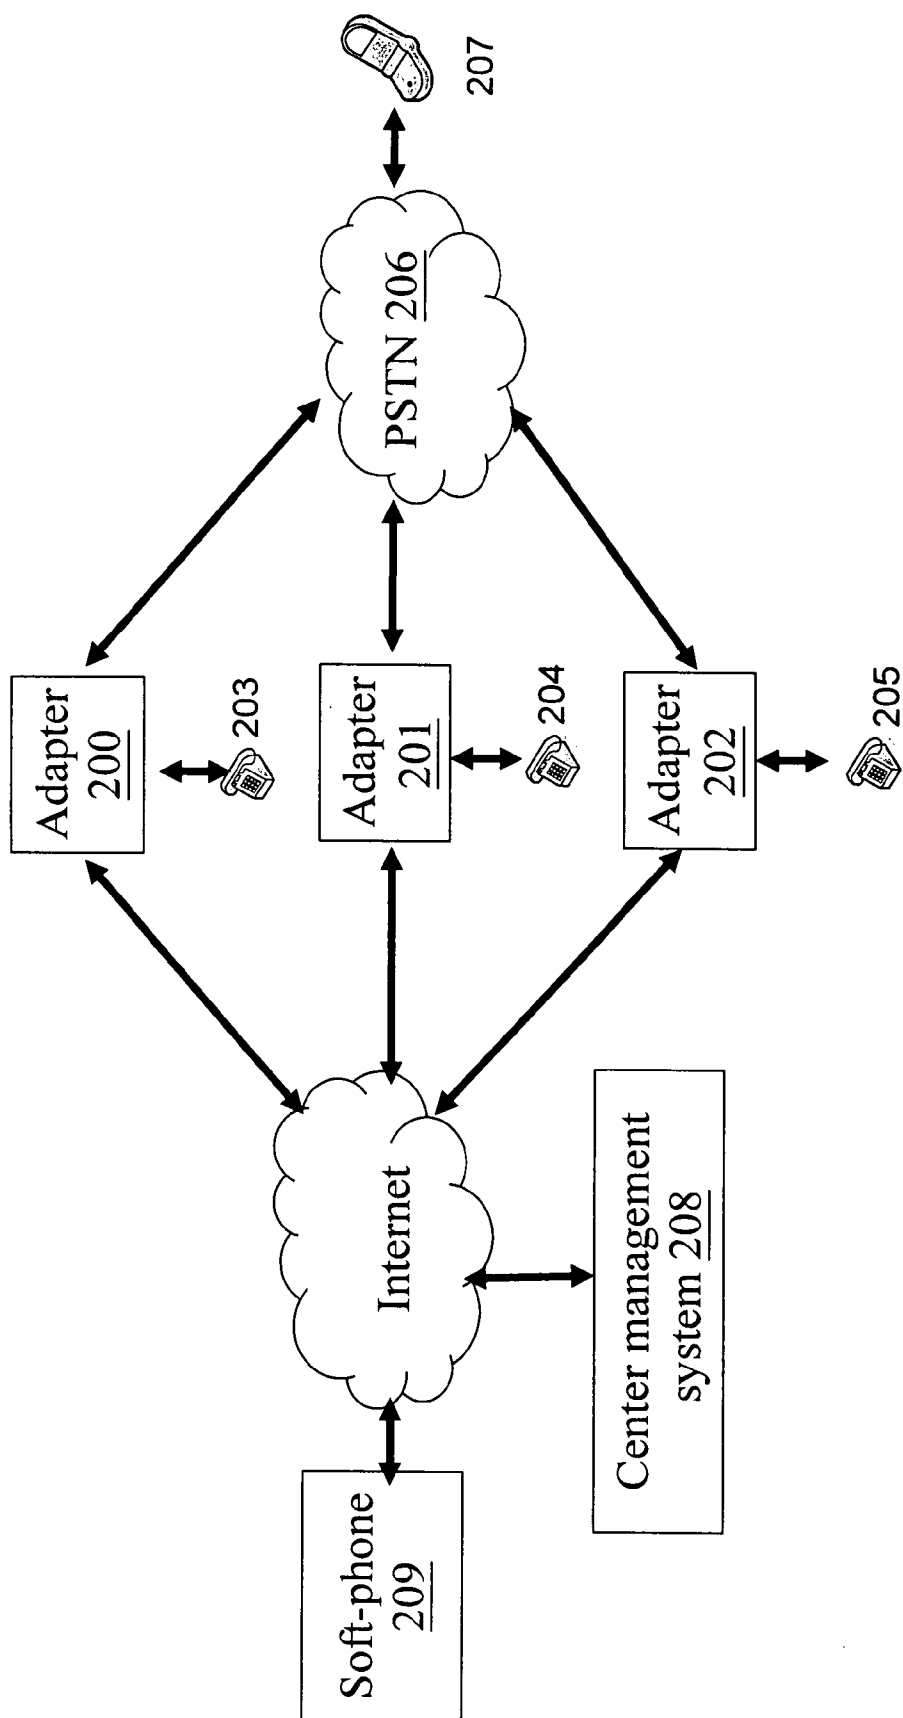 Soft-phone
209
Internet
Center management
system 208
Adapter
200
203
Adapter
201
204
Adapter
202
205
PSTN 206
207